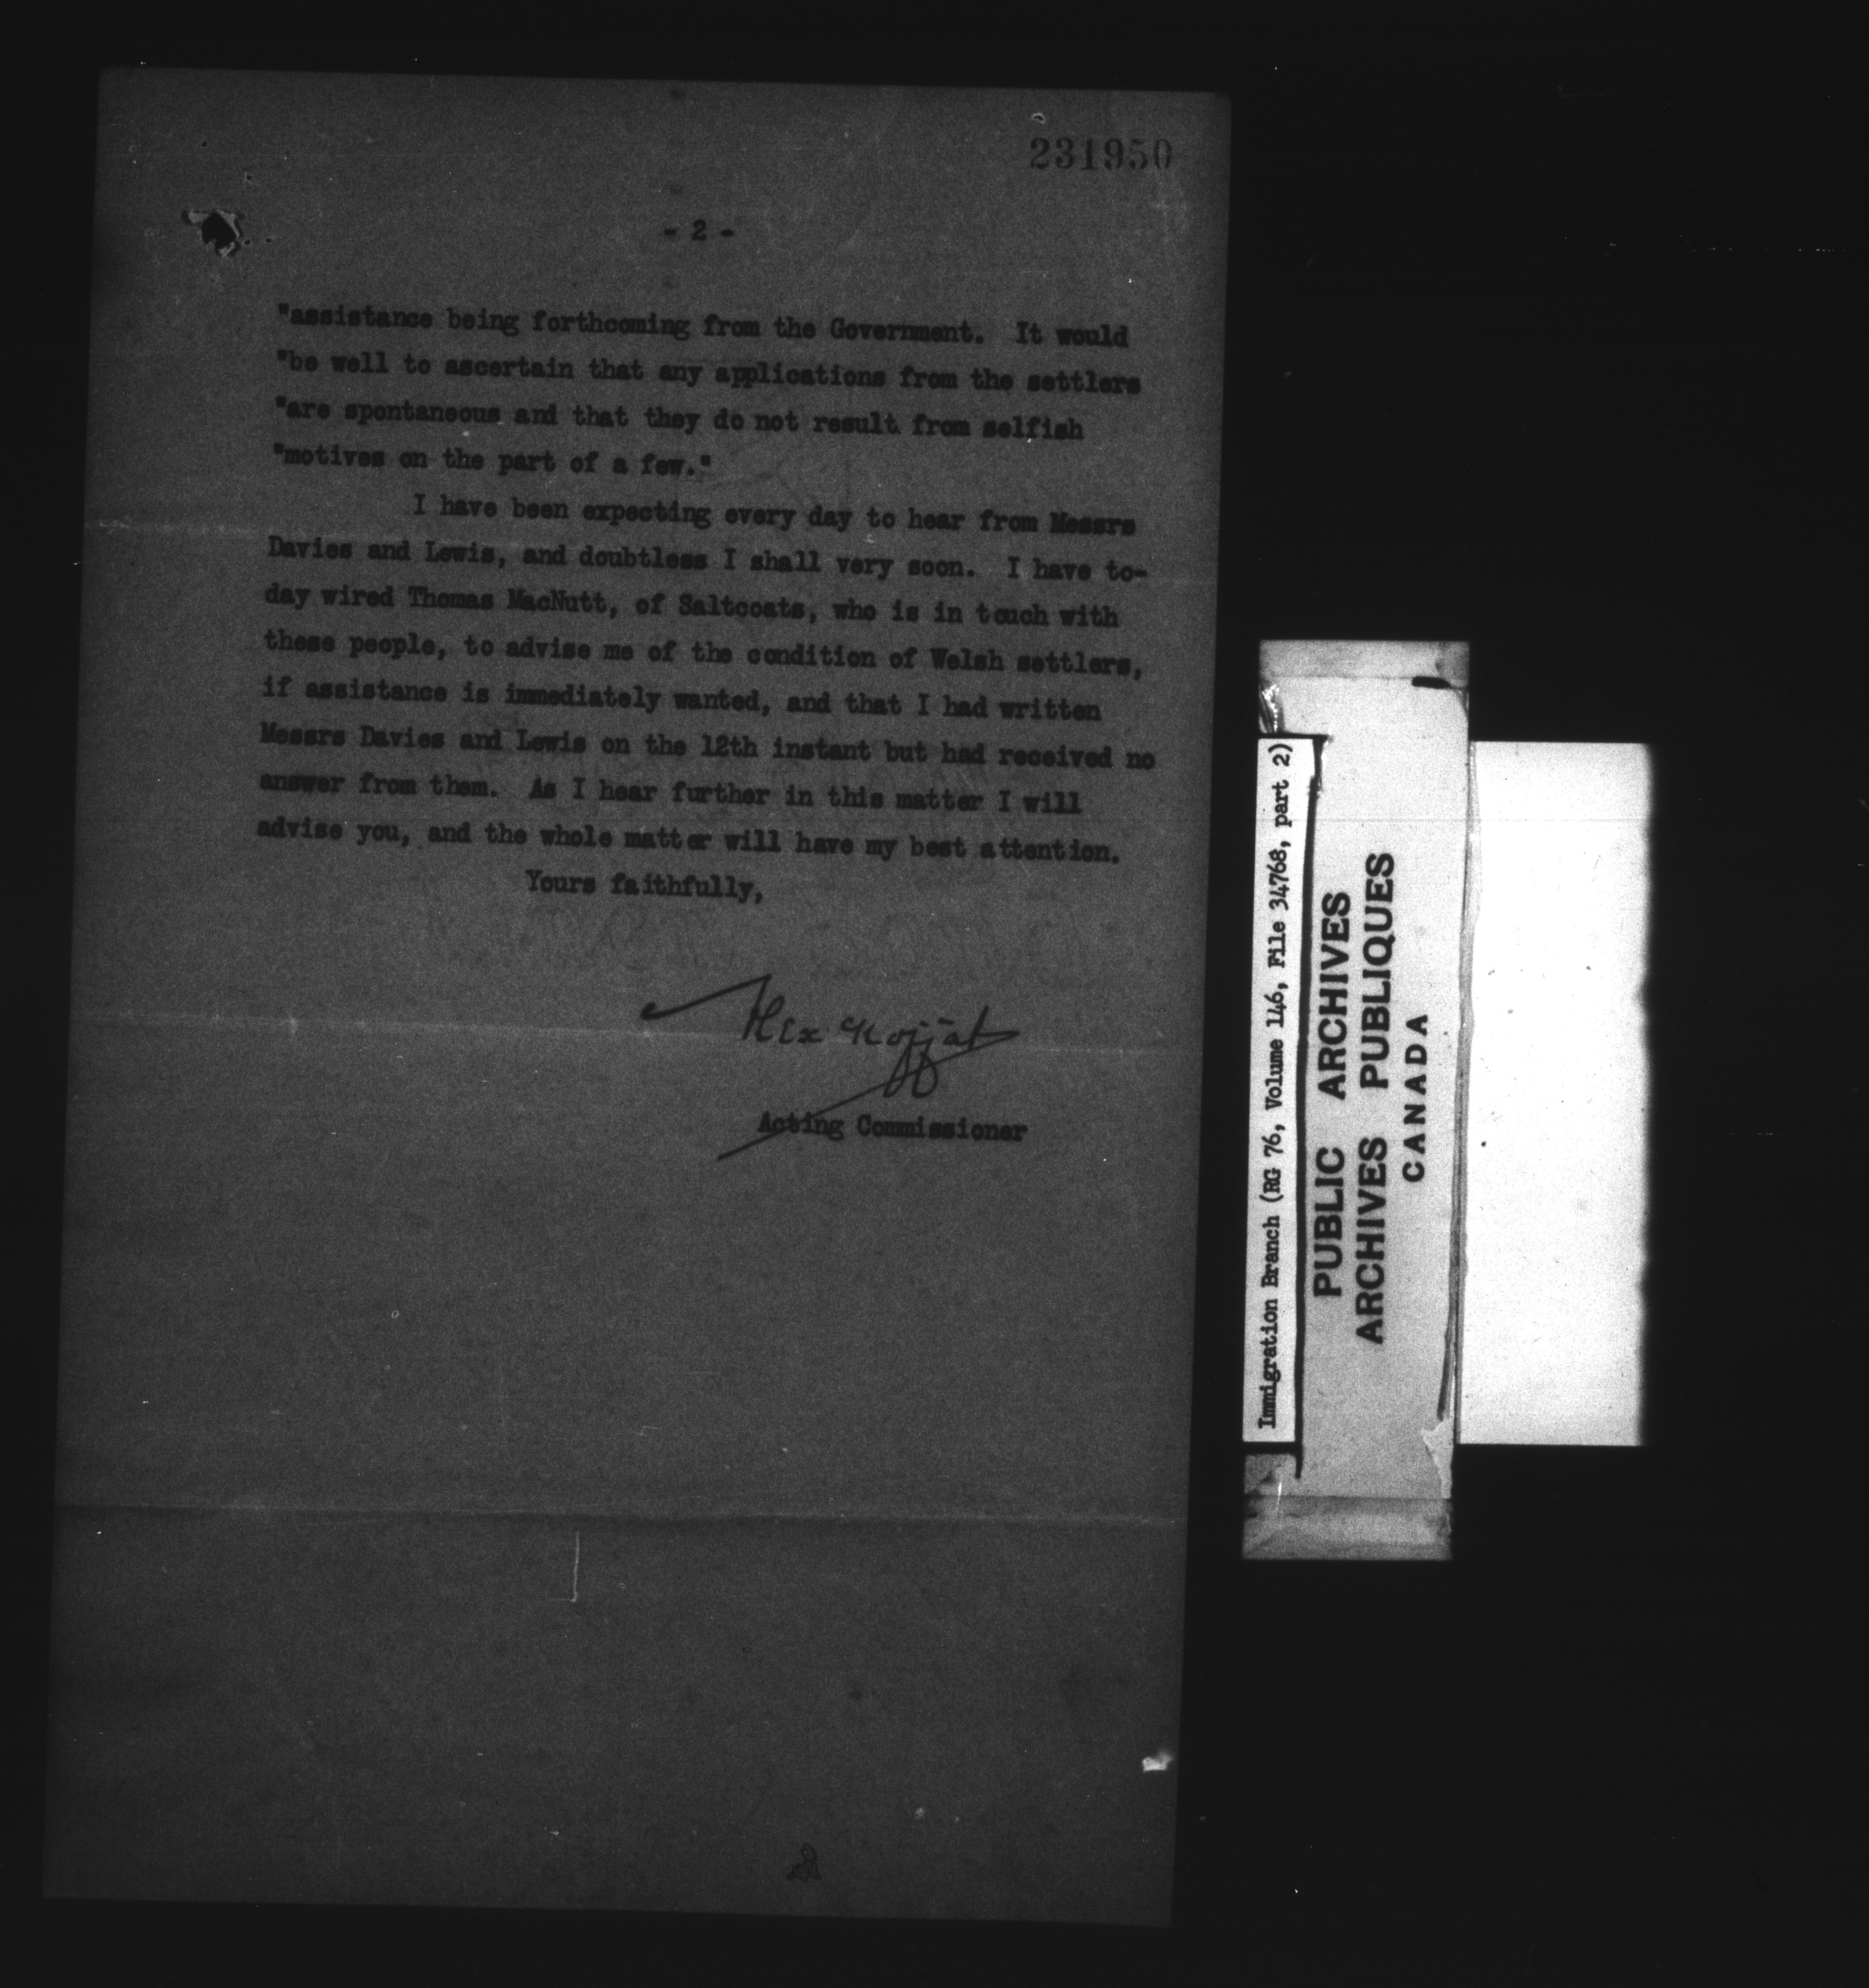 231950
- 2 -
"assistance being forthcoming from the Government. It would
"be well to ascertain that any applications from the settlers
"are spontaneous and that they do not result from selfish
"motives on the part of a few."
I have been expecting every day to hear from Messrs
Davies and Lewis, and doubtless I shall very soon. I have to-
day wired Thomas MacNutt, of Saltcoats, who is in touch with
these people, to advise me of the condition of Welsh settlers,
if assistance is immediately wanted, and that I had written
Messrs Davies and Lewis on the 12th instant but had received no
answer from them. As I hear further in this matter I will
advise you, and the whole matter will have my best attention.
Yours faithfully,
Alex Moffat
Acting Commissioner
Immigration Branch (RG 76, Volume 146, File 34768, part 2)
PUBLIC ARCHIVES
ARCHIVES PUBLIQUES
CANADA